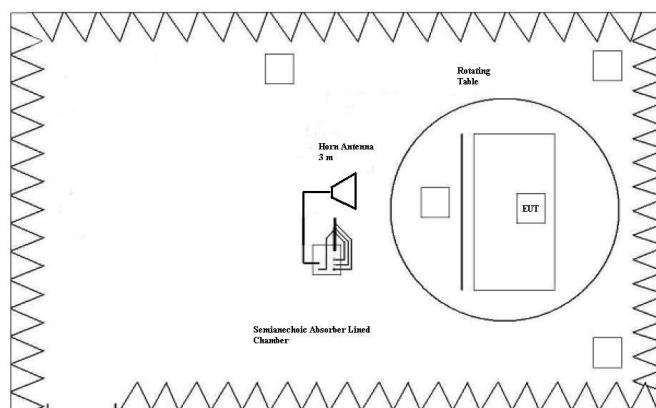 Rotating
Table
Horn Antenna
3 m
EUT
Semianechoic Absorber Lined
Chamber